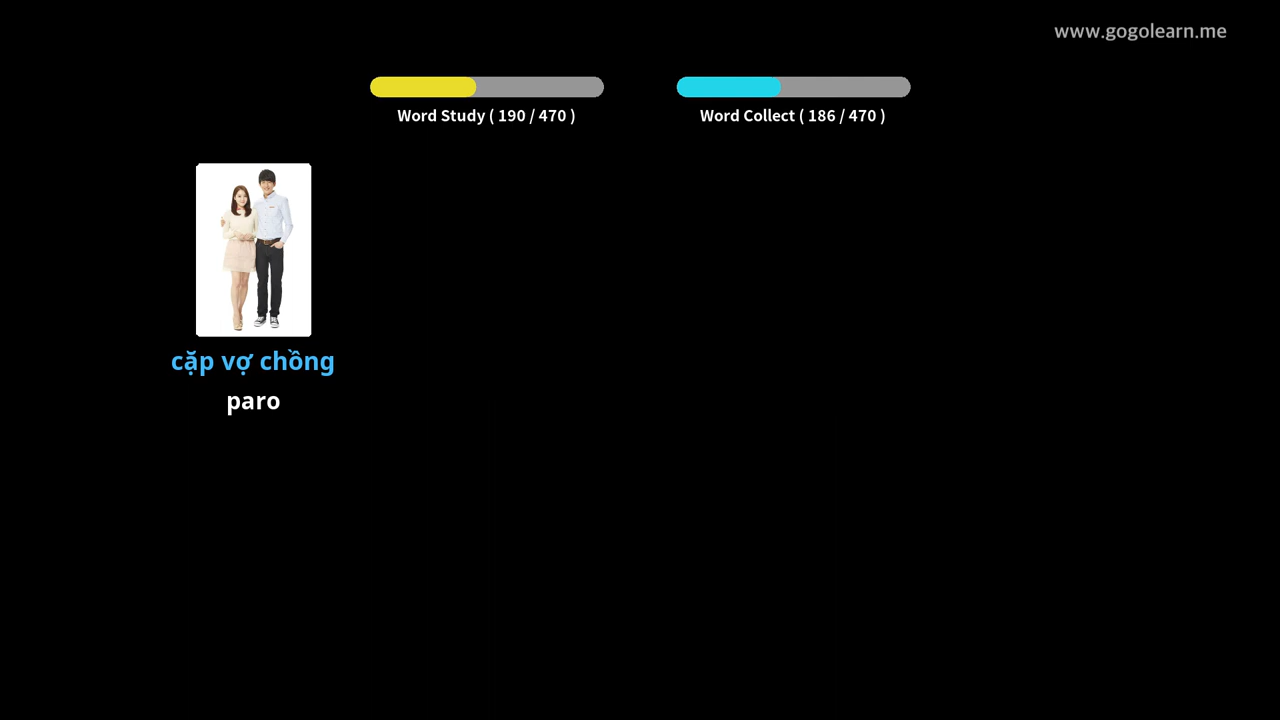 www.gogolearn.me
Word Study ( 190 / 470 )
Word Collect ( 186 / 470 )
cặp vợ chồng
paro